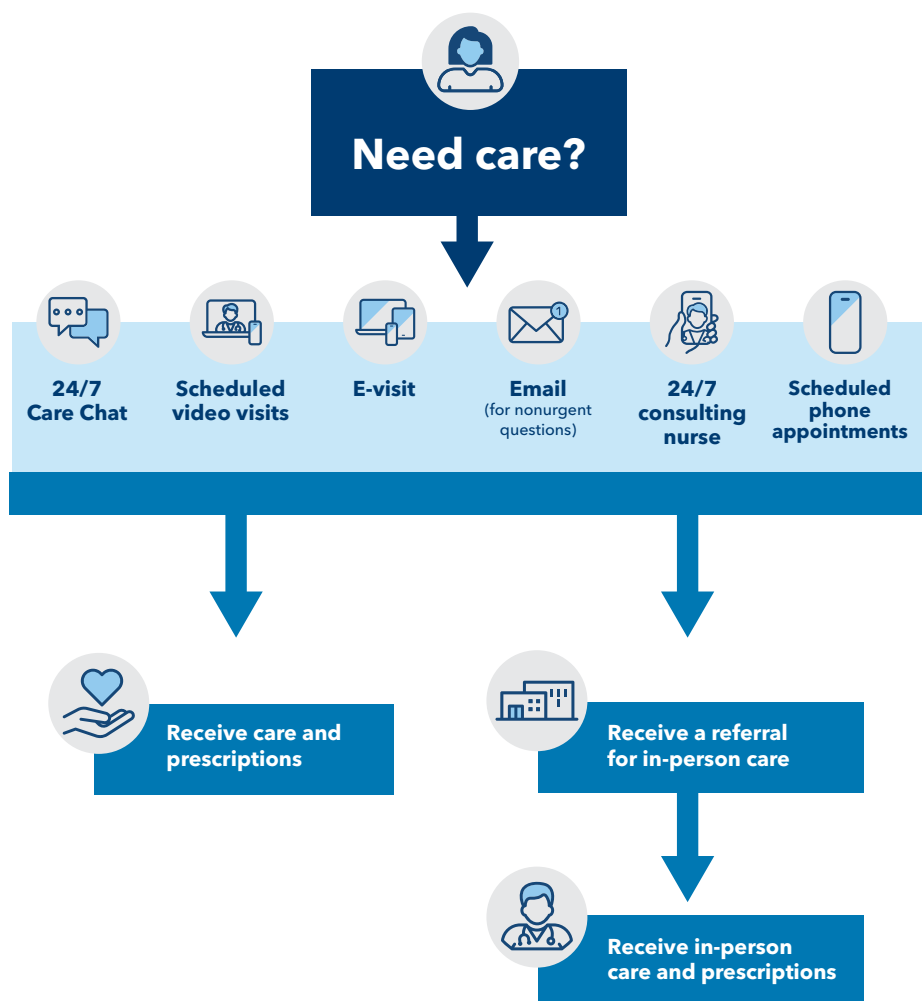 Need care?
24/7
Care Chat
Scheduled
video visits
E-visit
Email
(for nonurgent
questions)
1
24/7
consulting
nurse
Scheduled
phone
appointments
Receive care and
prescriptions
Receive a referral
for in-person care
Receive in-person
care and prescriptions